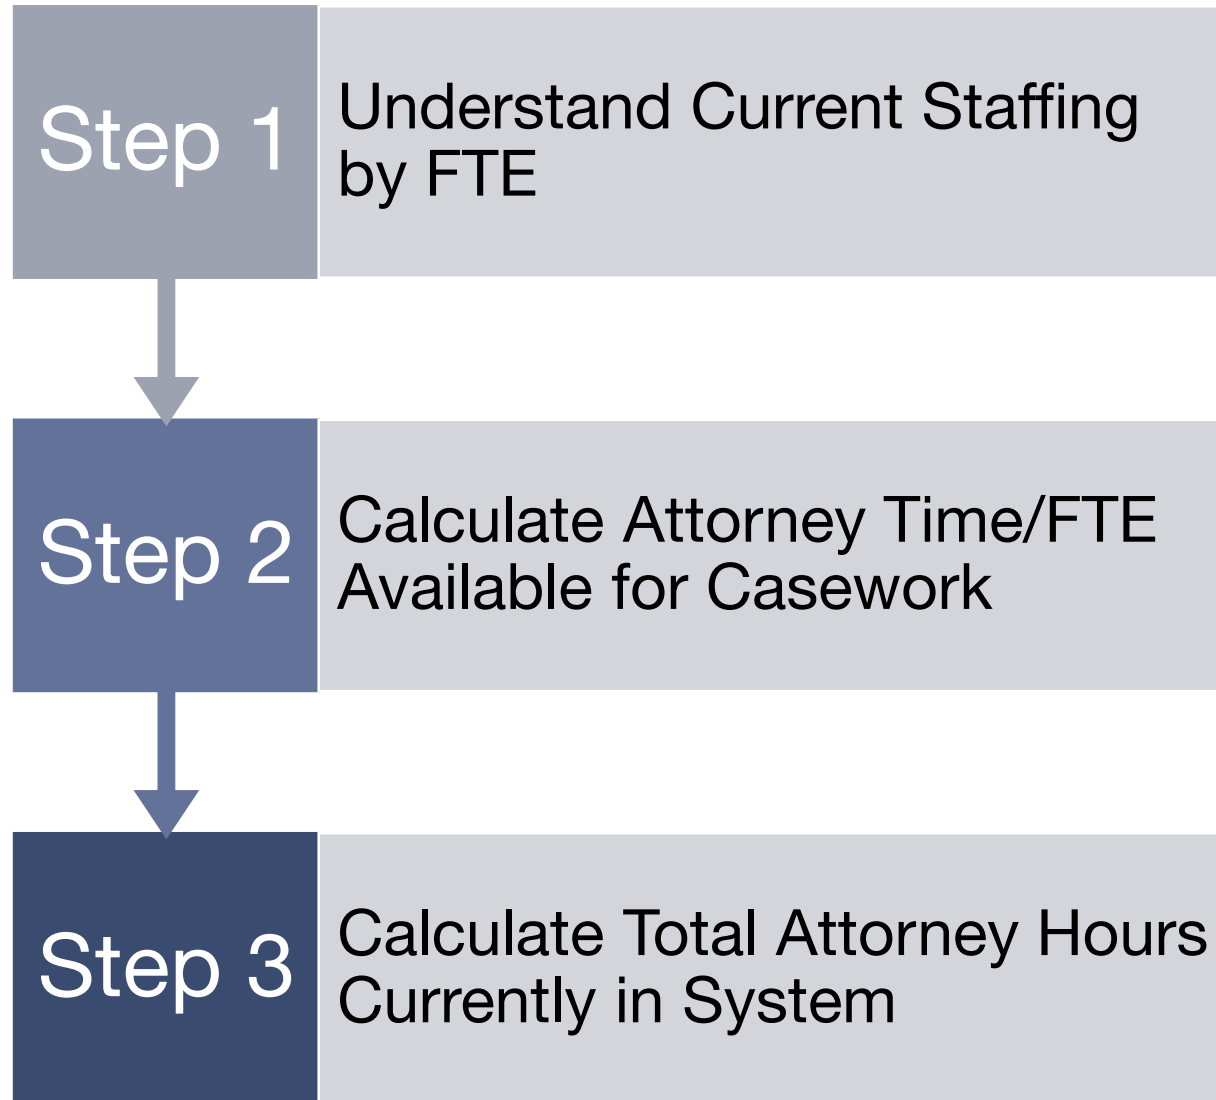 Step 1
Understand Current Staffing
by FTE
Step 2
Calculate Attorney Time/FTE
Available for Casework
Step 3
Calculate Total Attorney Hours
Currently in System